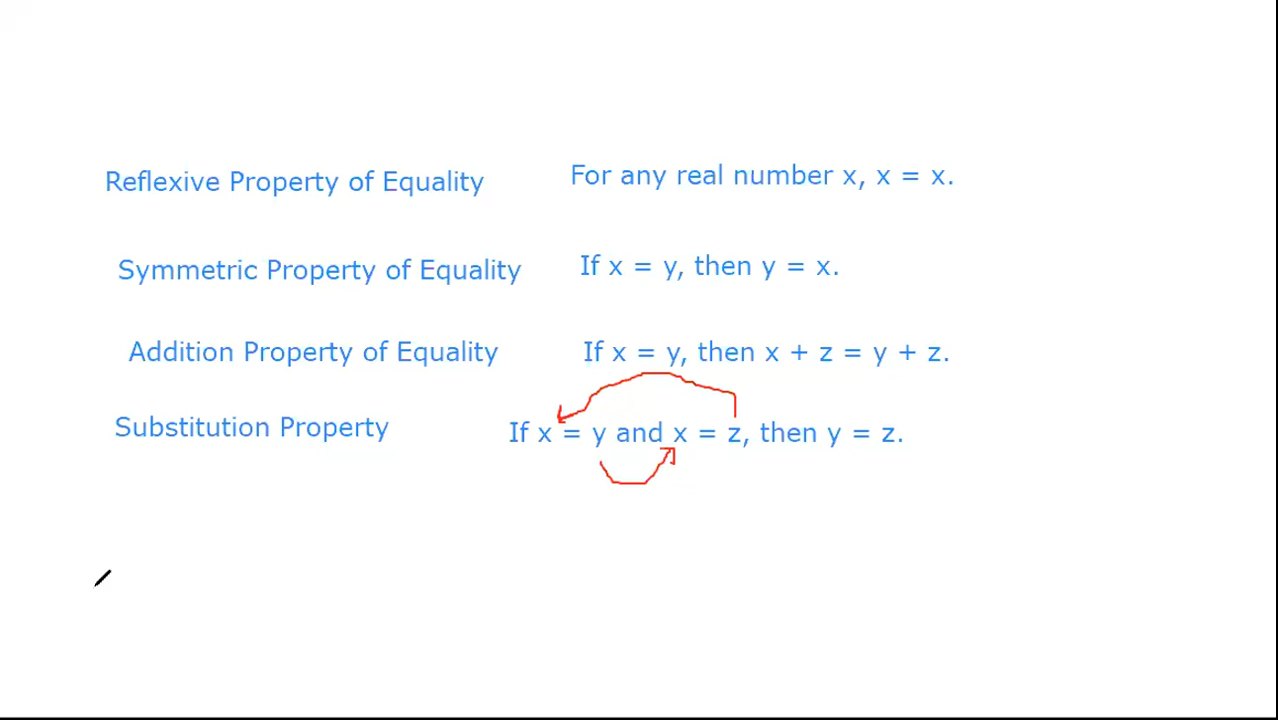 Reflexive Property of Equality For any real number x, x = x.
Symmetric Property of Equality If x = y, then y = x.
Addition Property of Equality If x = y, then x + z = y + z.
Substitution Property If x = y and x = z, then y = z.